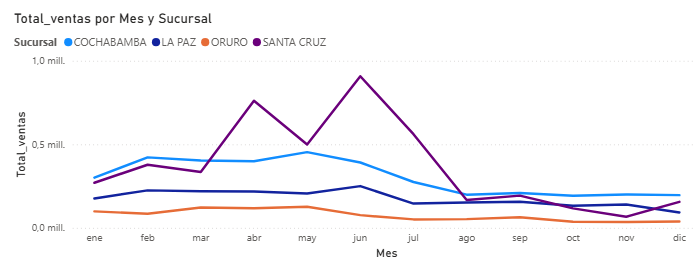 Total_ventas por Mes y Sucursal
Sucursal COCHABAMBA LA PAZ ORURO SANTA CRUZ
1,0 mill.
0,5 mill.
0,0 mill.
Total_ventas
ene feb mar abr may jun jul ago sep oct nov dic
Mes